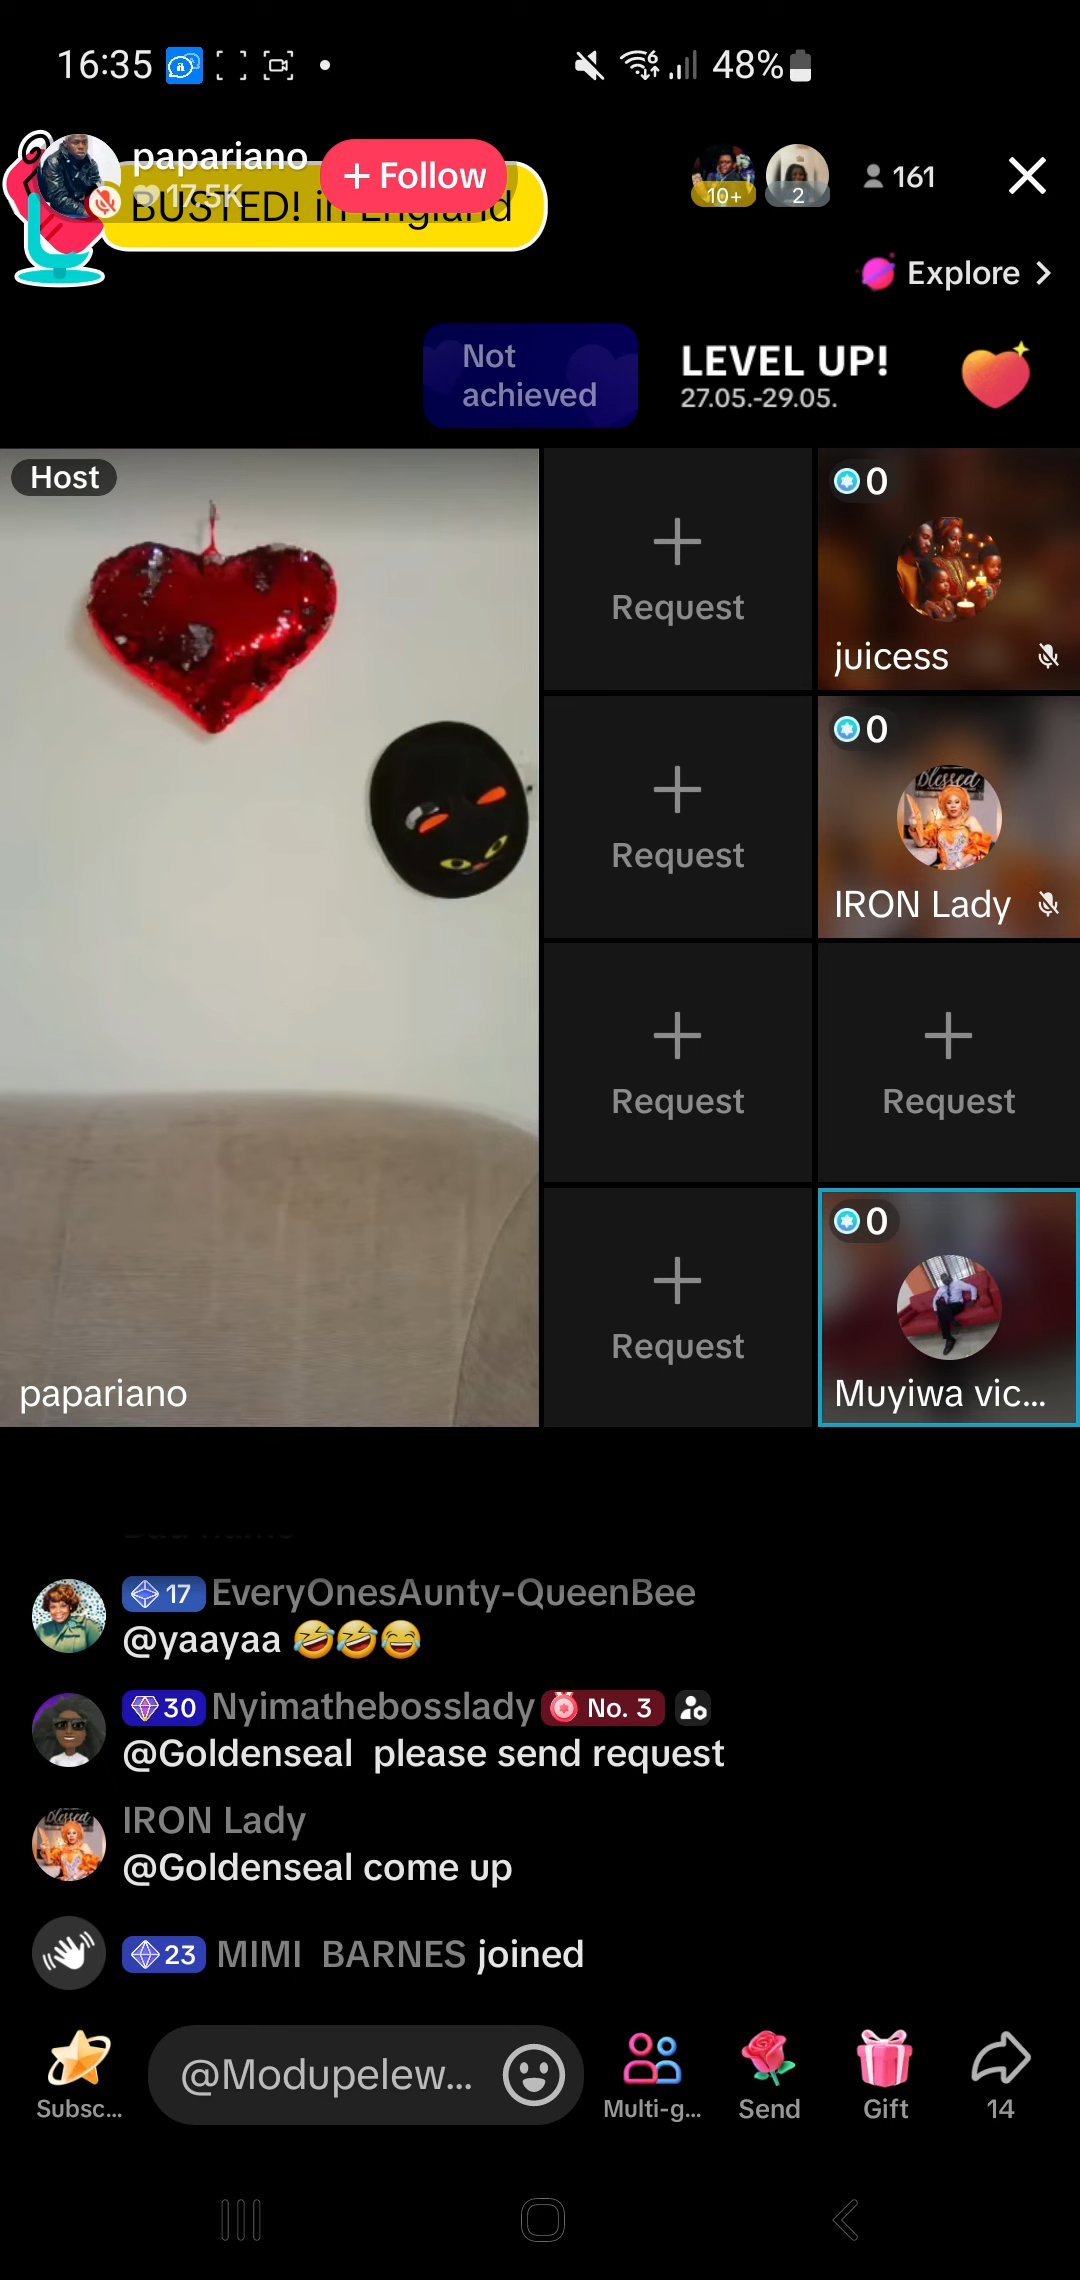 16:35
48%
papariano
17.5K
+ Follow
BUSTED! in England
10+
2
161
Explore >
Not
achieved
LEVEL UP!
27.05.-29.05.
Host
Request
0
juicess
Request
0
Blessed
IRON Lady
Request
Request
Request
0
papariano
Muyiwa vic...
17 EveryOnesAunty-QueenBee
@yaayaa 🤣🤣😂
30 Nyimathebosslady No. 3
@Goldenseal please send request
IRON Lady
@Goldenseal come up
23 MIMI BARNES joined
@Modupelew...
Subsc...
Multi-g...
Send
Gift
14